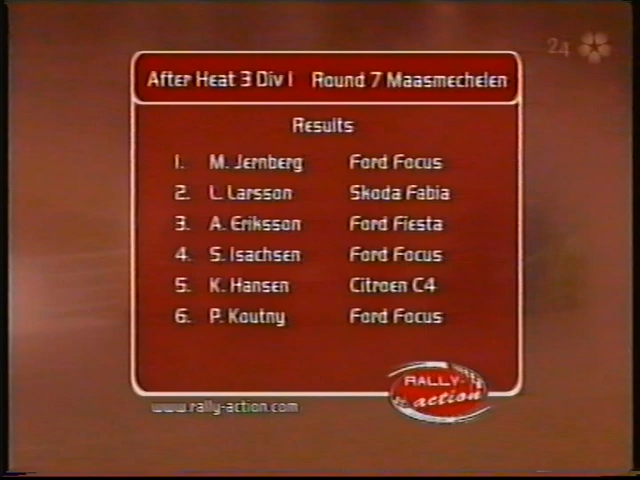 24
After Heat 3 Div 1 Round 7 Maasmechelen
Results
1. M. Jernberg Ford Focus
2. L. Larsson Skoda Fabia
3. A. Eriksson Ford Fiesta
4. S. Isachsen Ford Focus
5. K. Hansen Citroen C4
6. P. Koutny Ford Focus
RALLY-
action
www.rally-action.com